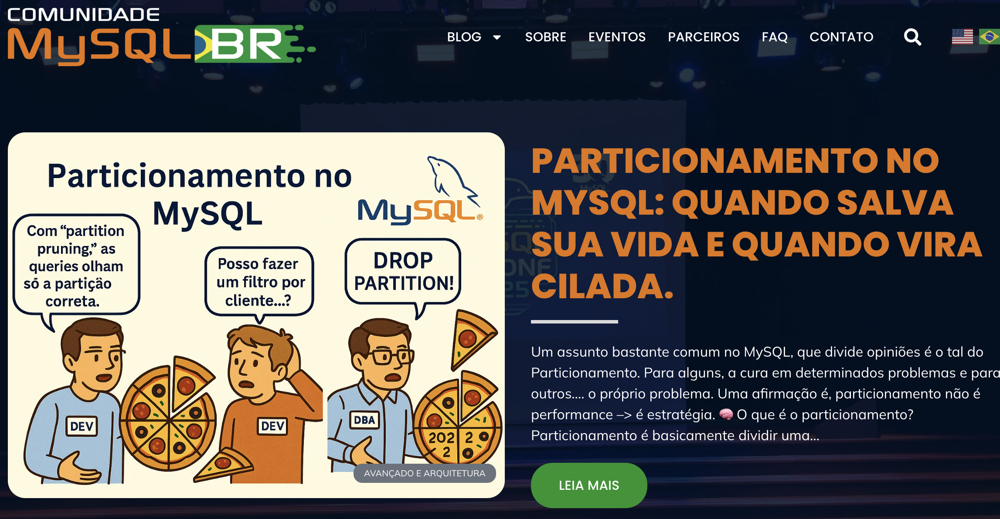 COMUNIDADE
MySQL BR
BLOG
SOBRE
EVENTOS
PARCEIROS
FAQ
CONTATO
Particionamento no
MySQL
MySQL®
Com “partition
pruning,” as
queries olham
só a partição
correta.
Posso fazer
um filtro por
cliente...?
DROP
PARTITION!
DEV
DEV
DBA
202 2
2
AVANÇADO E ARQUITETURA
PARTICIONAMENTO NO
MYSQL: QUANDO SALVA
SUA VIDA E QUANDO VIRA
CILADA.
Um assunto bastante comum no MySQL, que divide opiniões é o tal do
Particionamento. Para alguns, a cura em determinados problemas e para
outros.... o próprio problema. Uma afirmação é, particionamento não é
performance –> é estratégia. 🧠 O que é o particionamento?
Particionamento é basicamente dividir uma...
LEIA MAIS